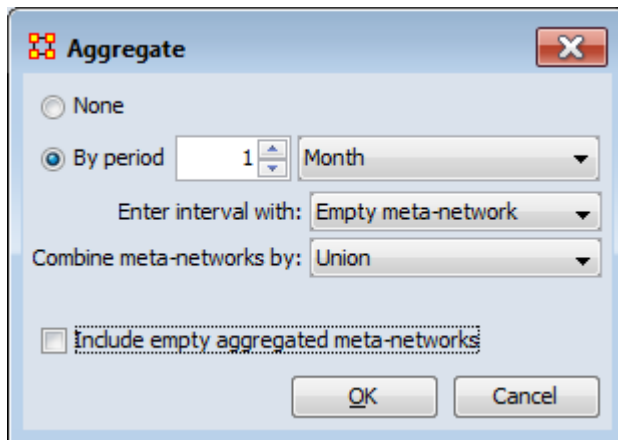 Aggregate
None
By period 1 Month
Enter interval with: Empty meta-network
Combine meta-networks by: Union
Include empty aggregated meta-networks
OK Cancel